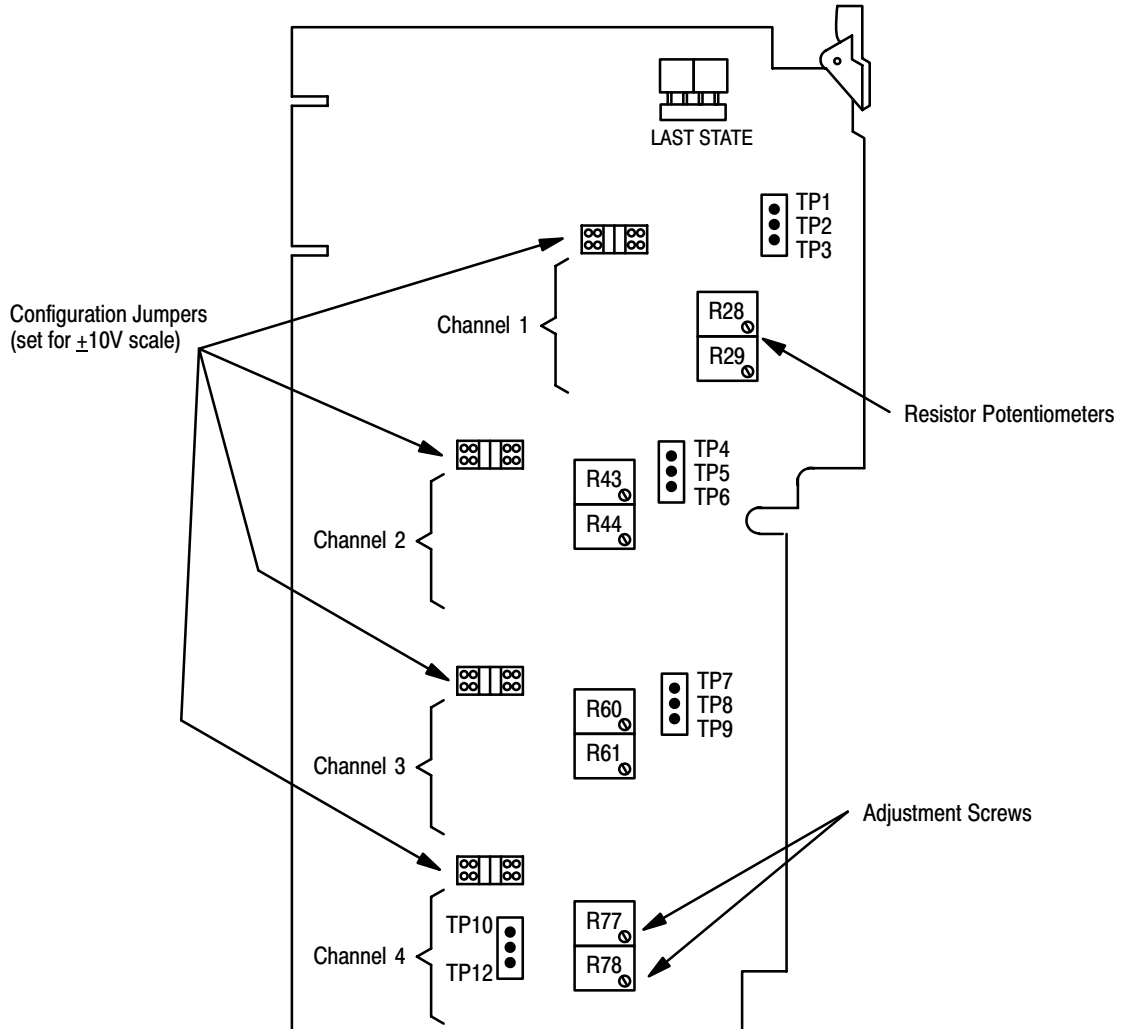 LAST STATE
TP1
TP2
TP3
Configuration Jumpers
(set for ±10V scale)
Channel 1
R28
R29
Resistor Potentiometers
TP4
TP5
TP6
R43
R44
Channel 2
TP7
TP8
TP9
R60
R61
Channel 3
Adjustment Screws
TP10
TP12
R77
R78
Channel 4